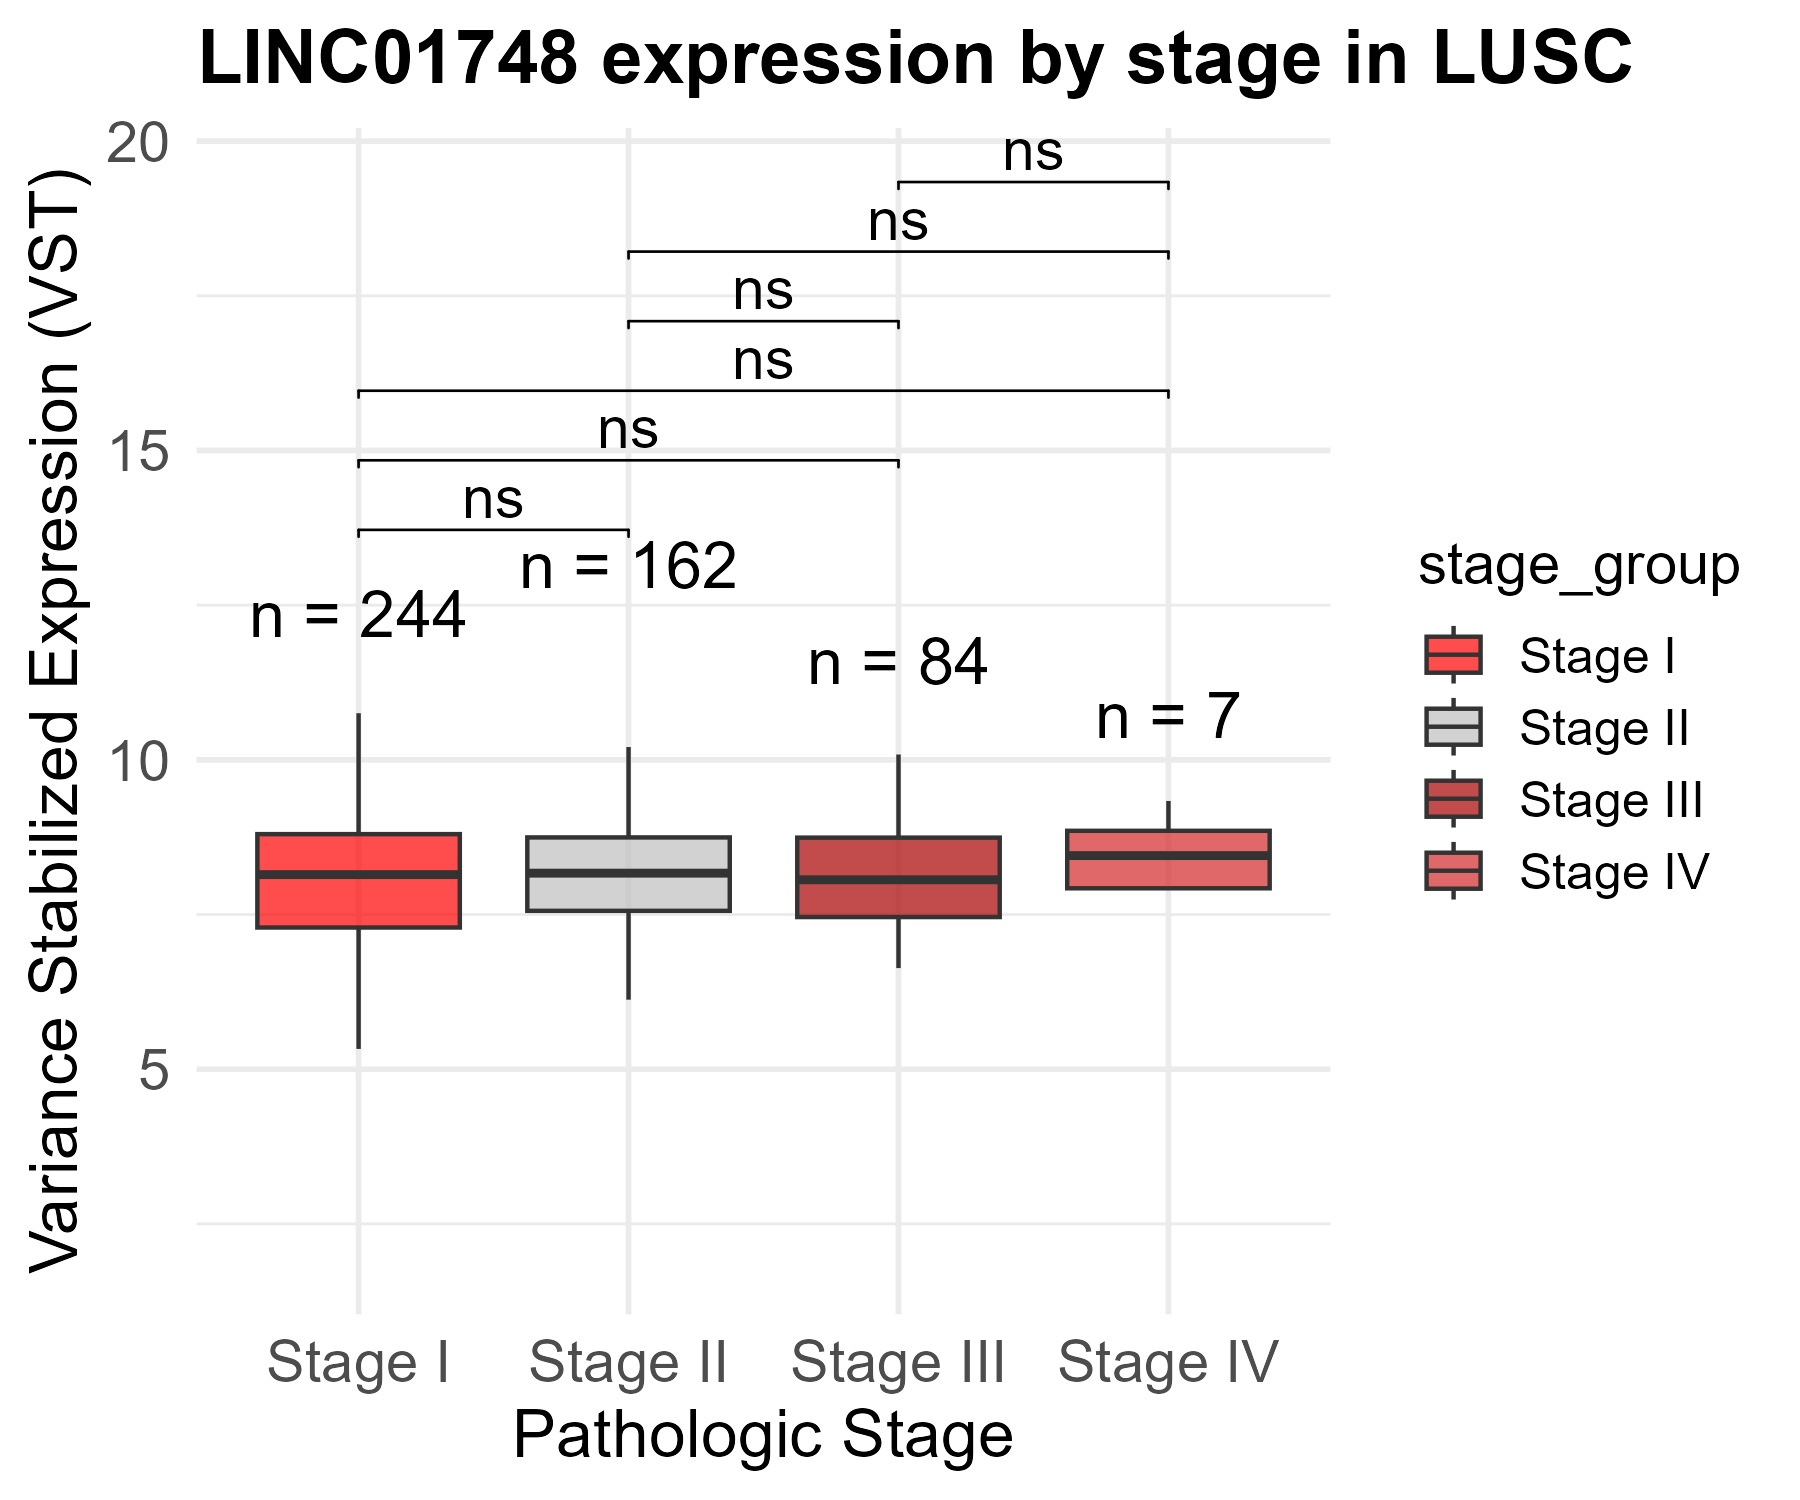 LINC01748 expression by stage in LUSC
Variance Stabilized Expression (VST)
20
15
10
5
ns
ns
ns
ns
ns
ns
n = 244
n = 162
n = 84
n = 7
Stage I
Stage II
Stage III
Stage IV
Pathologic Stage
stage_group
Stage I
Stage II
Stage III
Stage IV